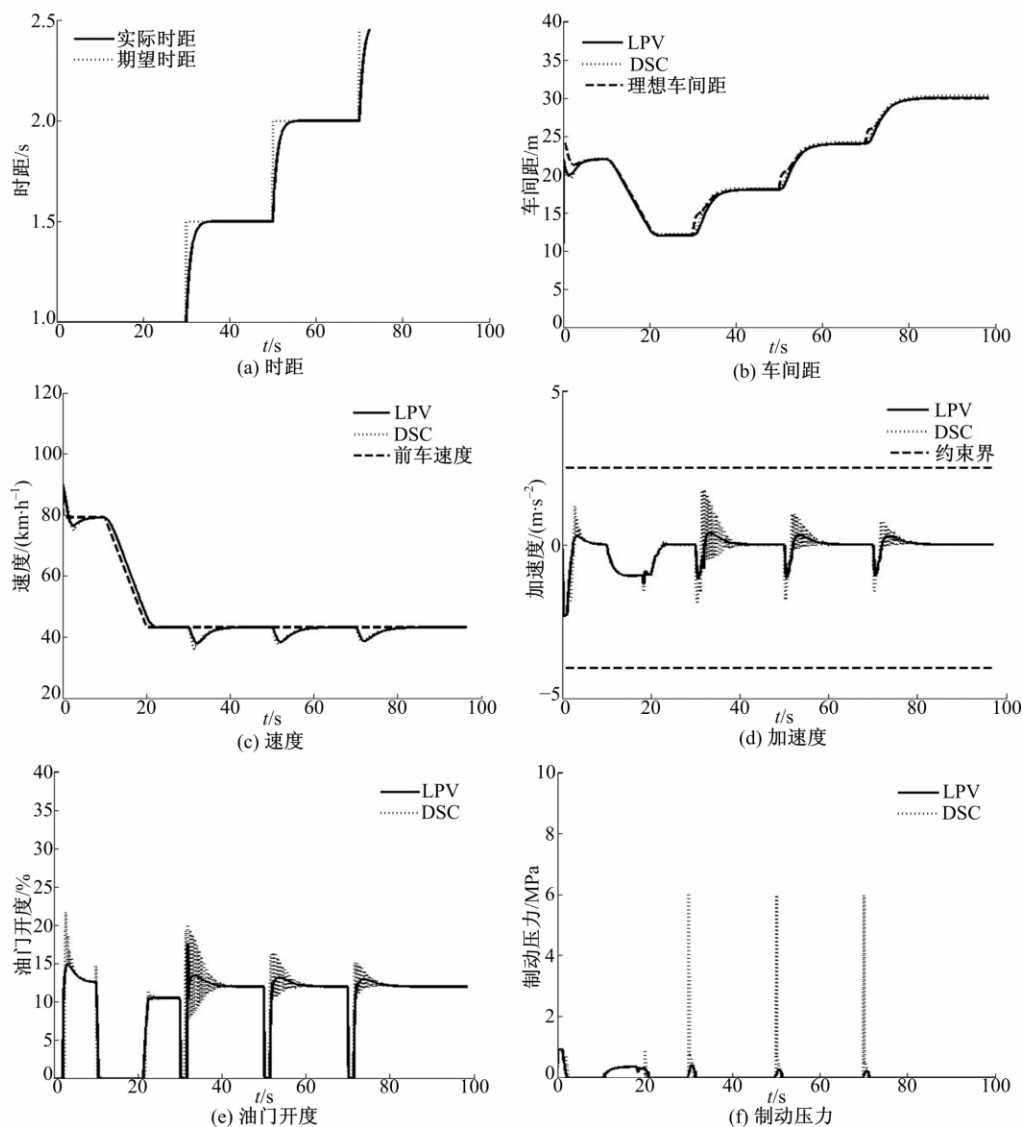 2.5
2.0
1.5
1.0
时距/s
实际时距
期望时距
0
20
40
60
80
100
t/s
(a) 时距
40
35
30
25
20
15
10
5
0
车间距/m
LPV
DSC
理想车间距
0
20
40
60
80
100
t/s
(b) 车间距
120
100
80
60
40
20
速度/(km·h⁻¹)
LPV
DSC
前车速度
0
20
40
60
80
100
t/s
(c) 速度
5
0
−5
加速度/(m·s⁻²)
LPV
DSC
约束界
0
20
40
60
80
100
t/s
(d) 加速度
40
35
30
25
20
15
10
5
0
油门开度/%
LPV
DSC
0
20
40
60
80
100
t/s
(e) 油门开度
10
8
6
4
2
0
制动压力/MPa
LPV
DSC
0
20
40
60
80
100
t/s
(f) 制动压力